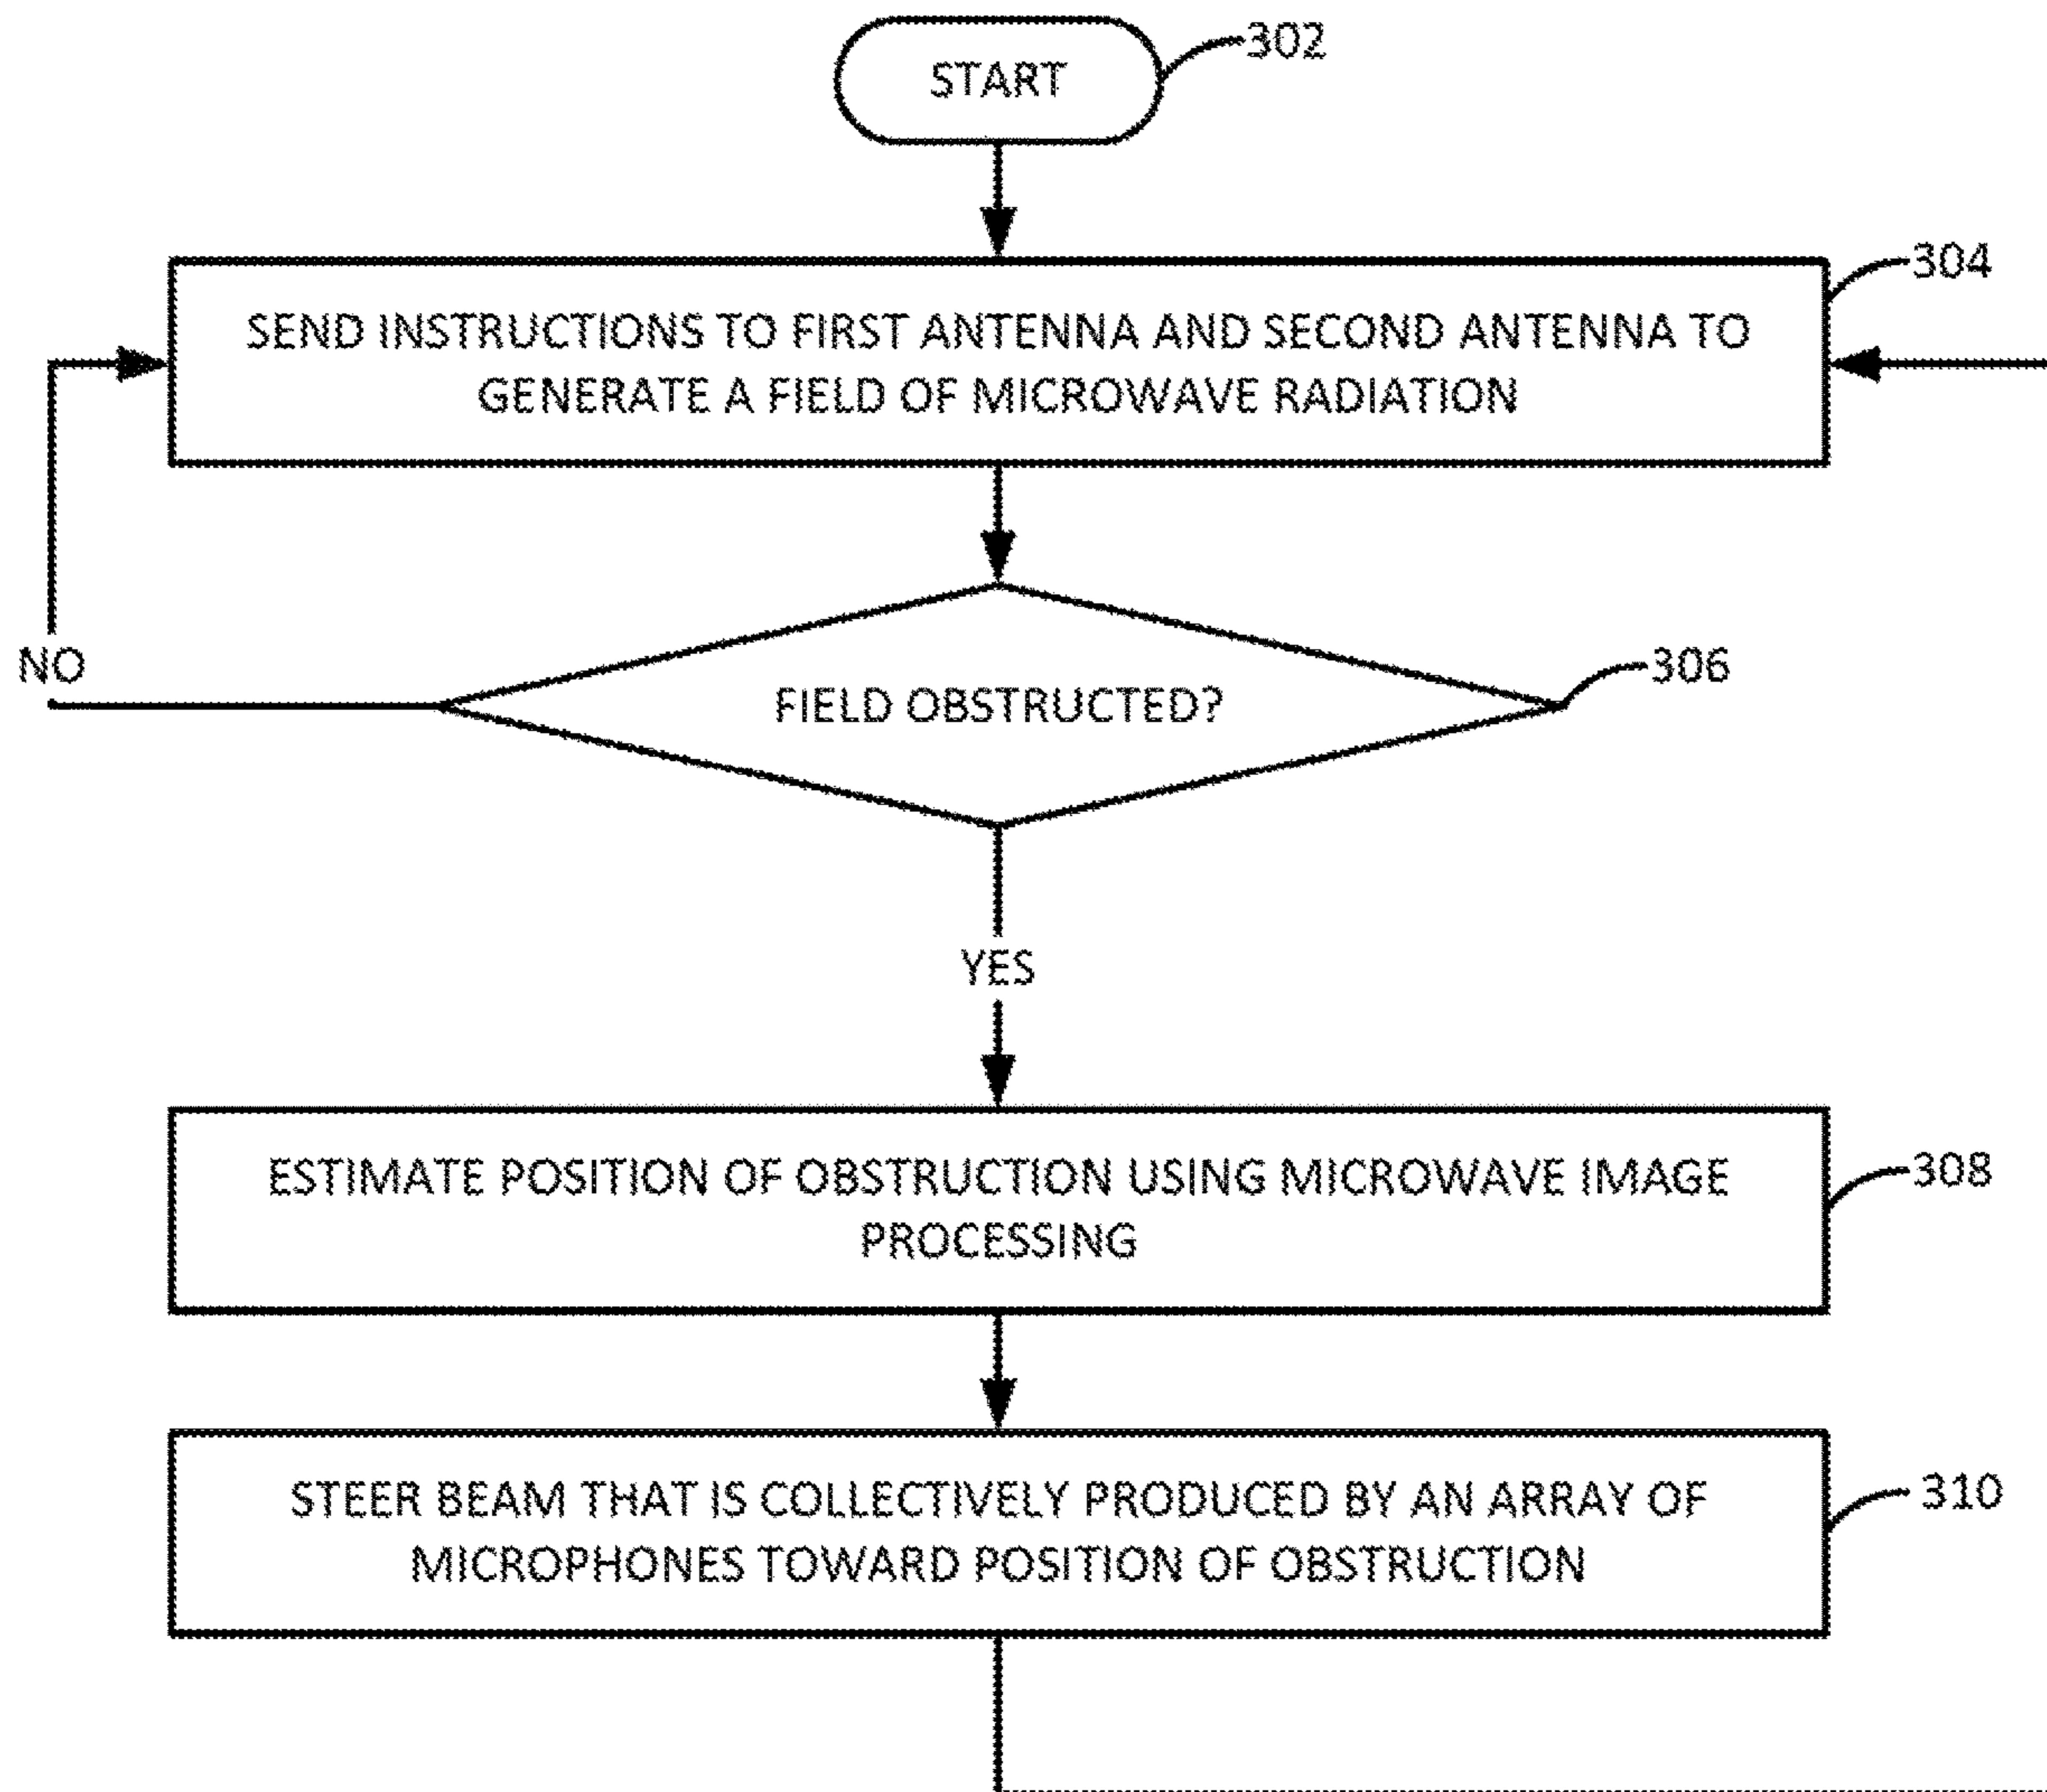 START
302
304
SEND INSTRUCTIONS TO FIRST ANTENNA AND SECOND ANTENNA TO
GENERATE A FIELD OF MICROWAVE RADIATION
NO
FIELD OBSTRUCTED?
306
YES
308
ESTIMATE POSITION OF OBSTRUCTION USING MICROWAVE IMAGE
PROCESSING
310
STEER BEAM THAT IS COLLECTIVELY PRODUCED BY AN ARRAY OF
MICROPHONES TOWARD POSITION OF OBSTRUCTION